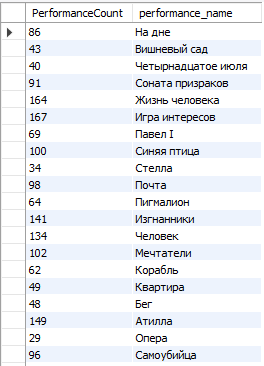 PerformanceCount performance_name
86 На дне
43 Вишневый сад
40 Четырнадцатое июля
91 Соната призраков
164 Жизнь человека
167 Игра интересов
69 Павел I
100 Синяя птица
34 Стелла
98 Почта
64 Пигмалион
141 Изгнанники
134 Человек
102 Мечтатели
62 Корабль
49 Квартира
48 Бег
149 Атилла
29 Опера
96 Самоубийца